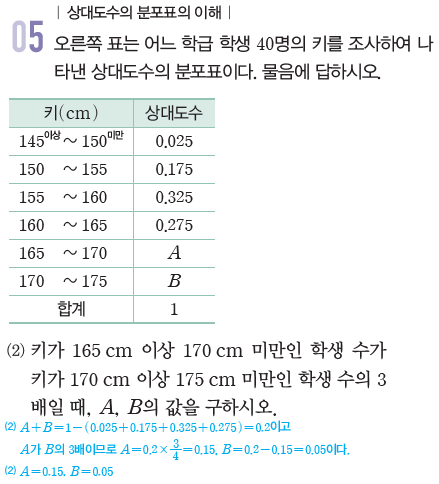 | 상대도수의 분포표의 이해 |
05 오른쪽 표는 어느 학급 학생 40명의 키를 조사하여 나
타낸 상대도수의 분포표이다. 물음에 답하시오.
키(cm) 상대도수
145이상 ~ 150미만 0.025
150 ~ 155 0.175
155 ~ 160 0.325
160 ~ 165 0.275
165 ~ 170 A
170 ~ 175 B
합계 1
(2) 키가 165 cm 이상 170 cm 미만인 학생 수가
키가 170 cm 이상 175 cm 미만인 학생 수의 3
배일 때, A, B의 값을 구하시오.
(2) A+B=1-(0.025+0.175+0.325+0.275)=0.2이고
A가 B의 3배이므로 A=0.2×3/4=0.15, B=0.2-0.15=0.05이다.
(2) A=0.15, B=0.05